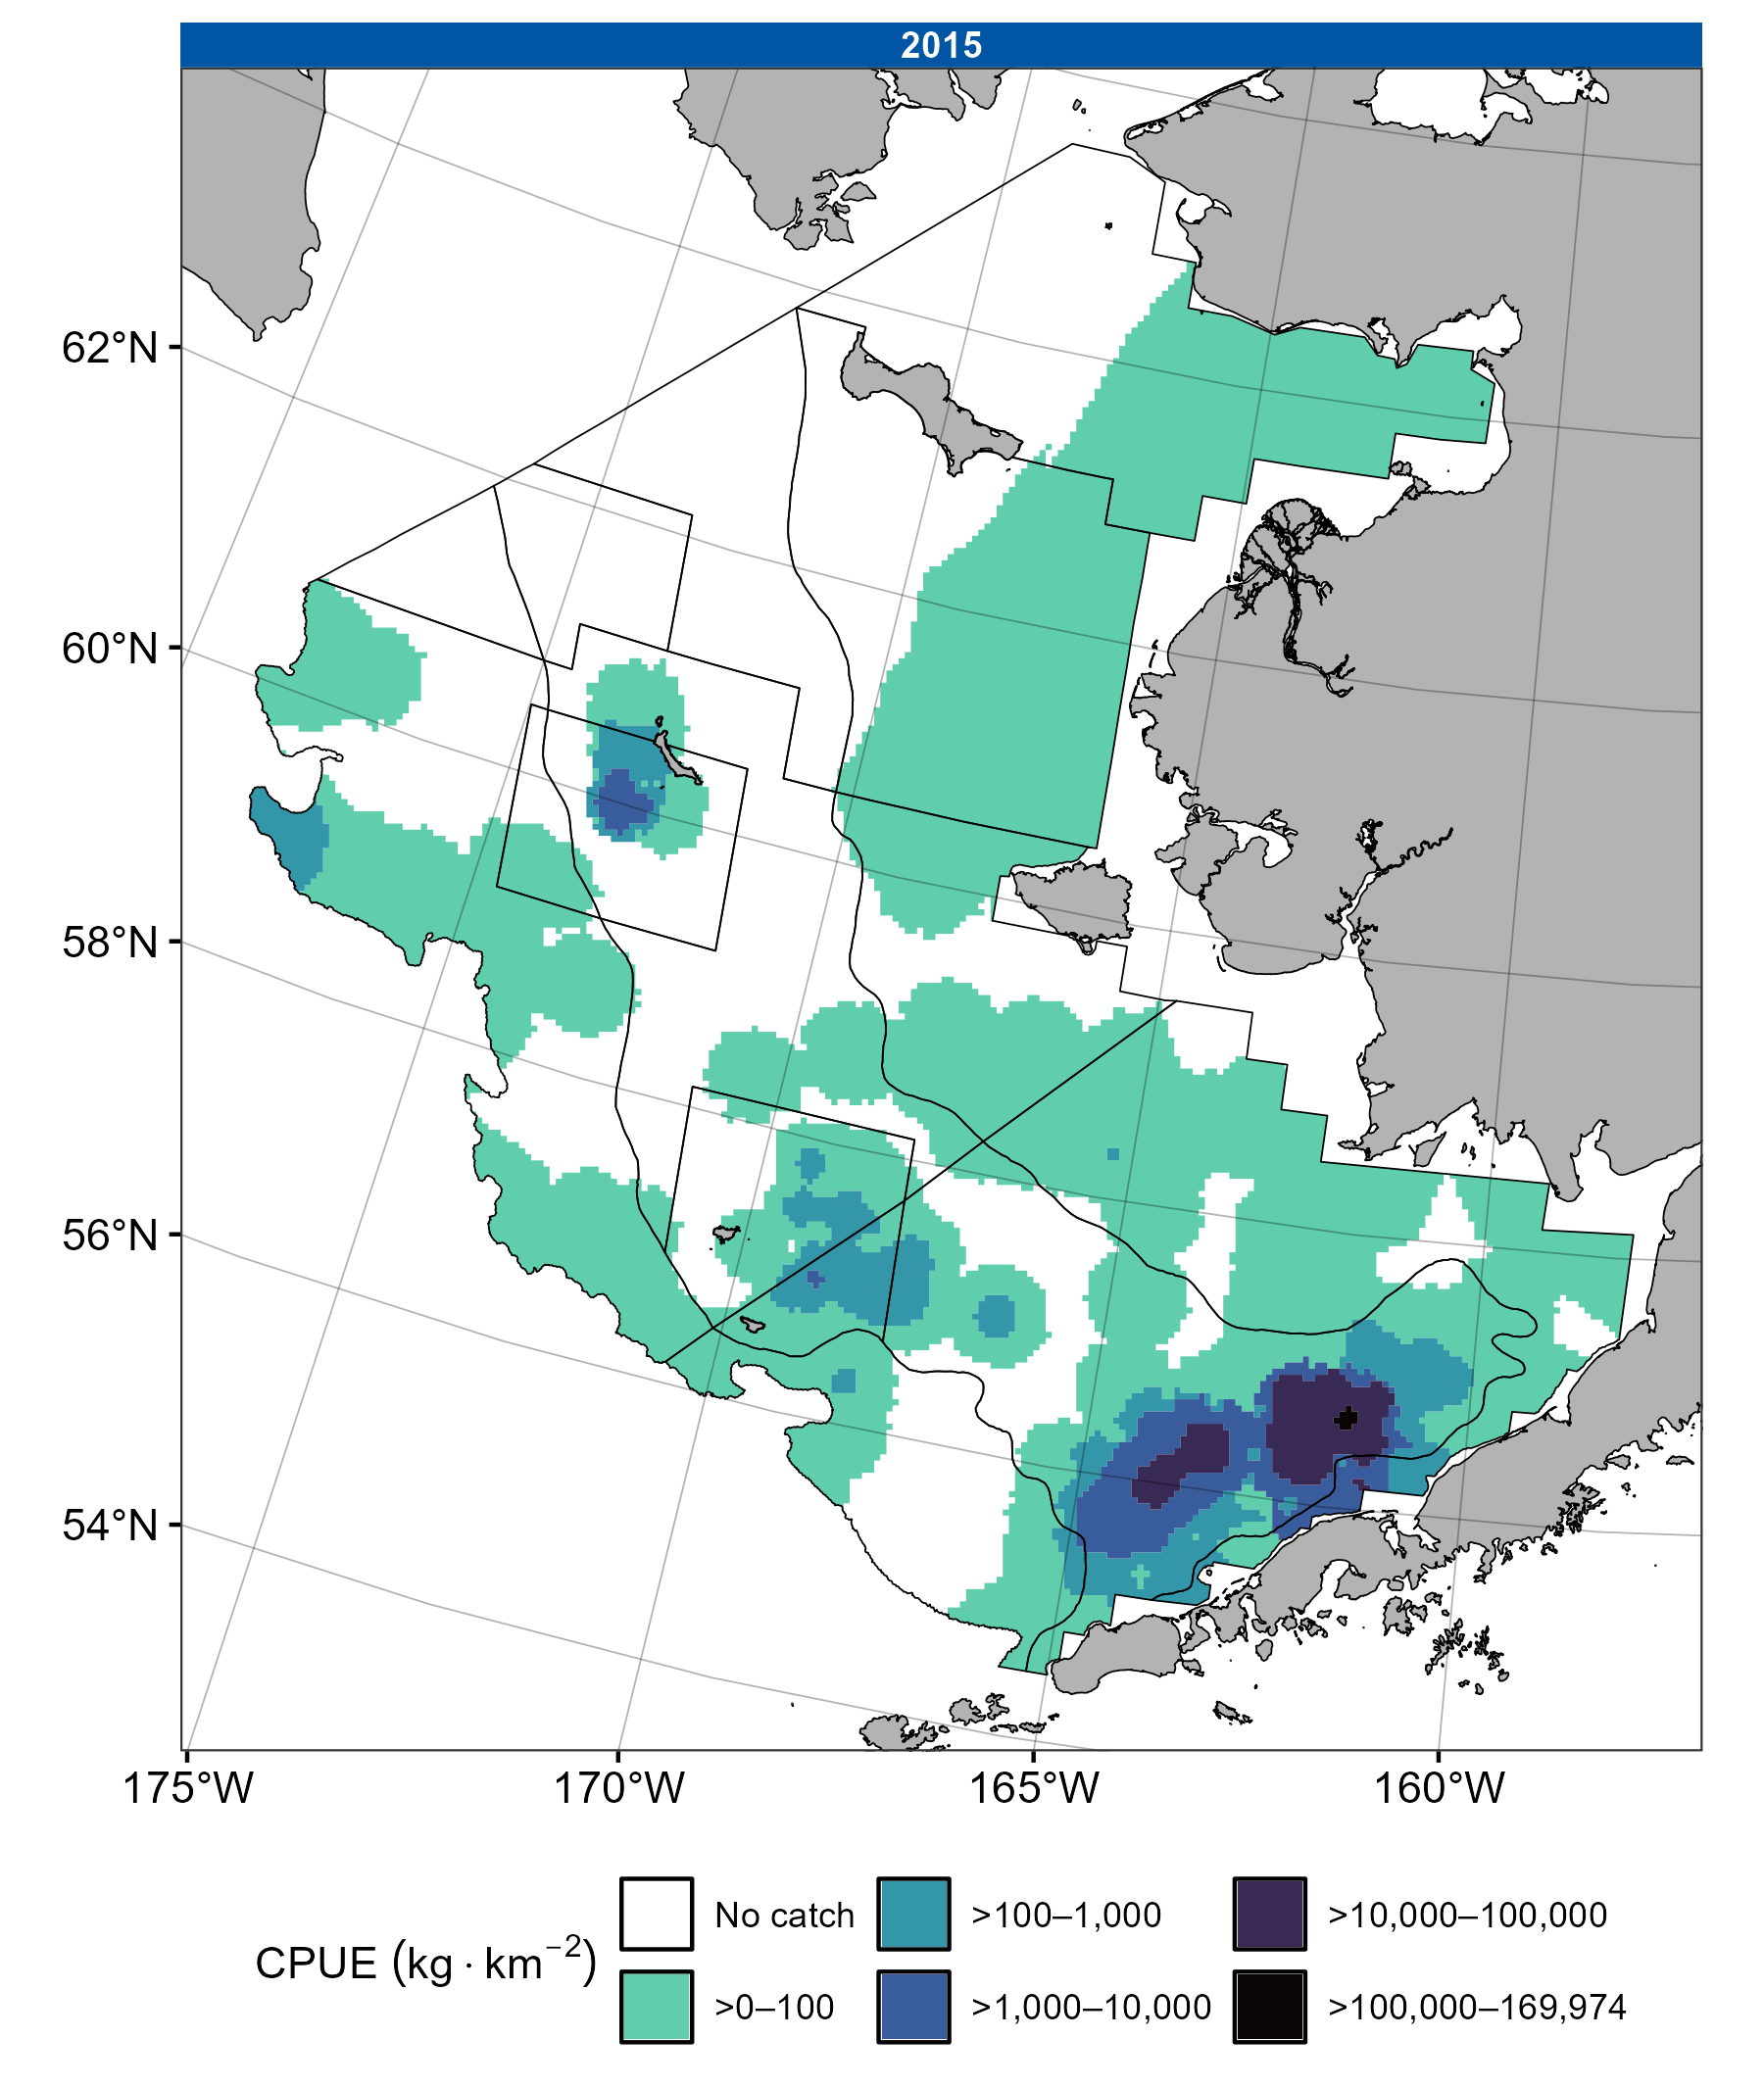 2015
62°N
60°N
58°N
56°N
54°N
175°W 170°W 165°W 160°W
CPUE (kg · km⁻²)
No catch >100–1,000 >10,000–100,000
>0–100 >1,000–10,000 >100,000–169,974